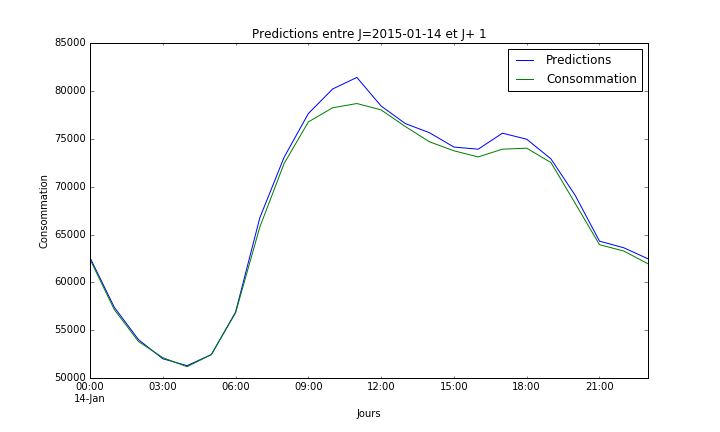 Predictions entre J=2015-01-14 et J+ 1
Predictions
Consommation
85000
80000
75000
70000
65000
60000
55000
50000
Consommation
00:00
14-Jan
03:00
06:00
09:00
12:00
15:00
18:00
21:00
Jours